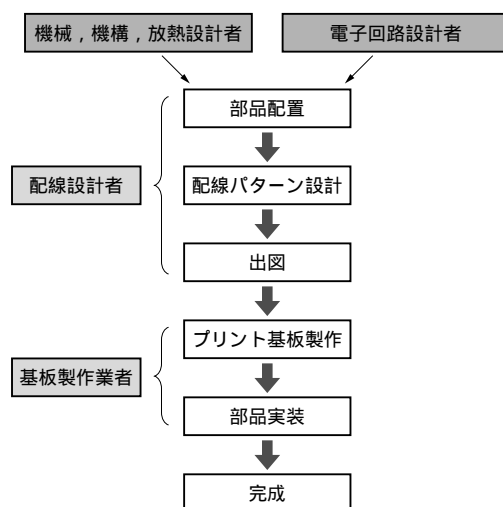 機械，機構，放熱設計者
電子回路設計者
部品配置
配線設計者
配線パターン設計
出図
プリント基板製作
基板製作業者
部品実装
完成